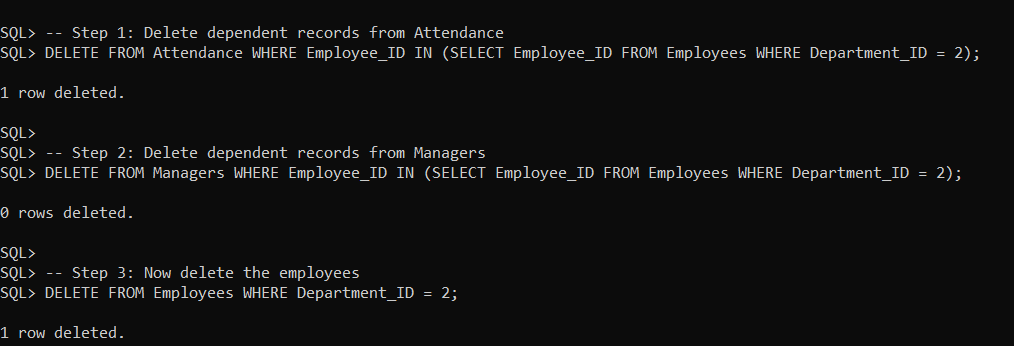 SQL> -- Step 1: Delete dependent records from Attendance
SQL> DELETE FROM Attendance WHERE Employee_ID IN (SELECT Employee_ID FROM Employees WHERE Department_ID = 2);
1 row deleted.
SQL>
SQL> -- Step 2: Delete dependent records from Managers
SQL> DELETE FROM Managers WHERE Employee_ID IN (SELECT Employee_ID FROM Employees WHERE Department_ID = 2);
0 rows deleted.
SQL>
SQL> -- Step 3: Now delete the employees
SQL> DELETE FROM Employees WHERE Department_ID = 2;
1 row deleted.